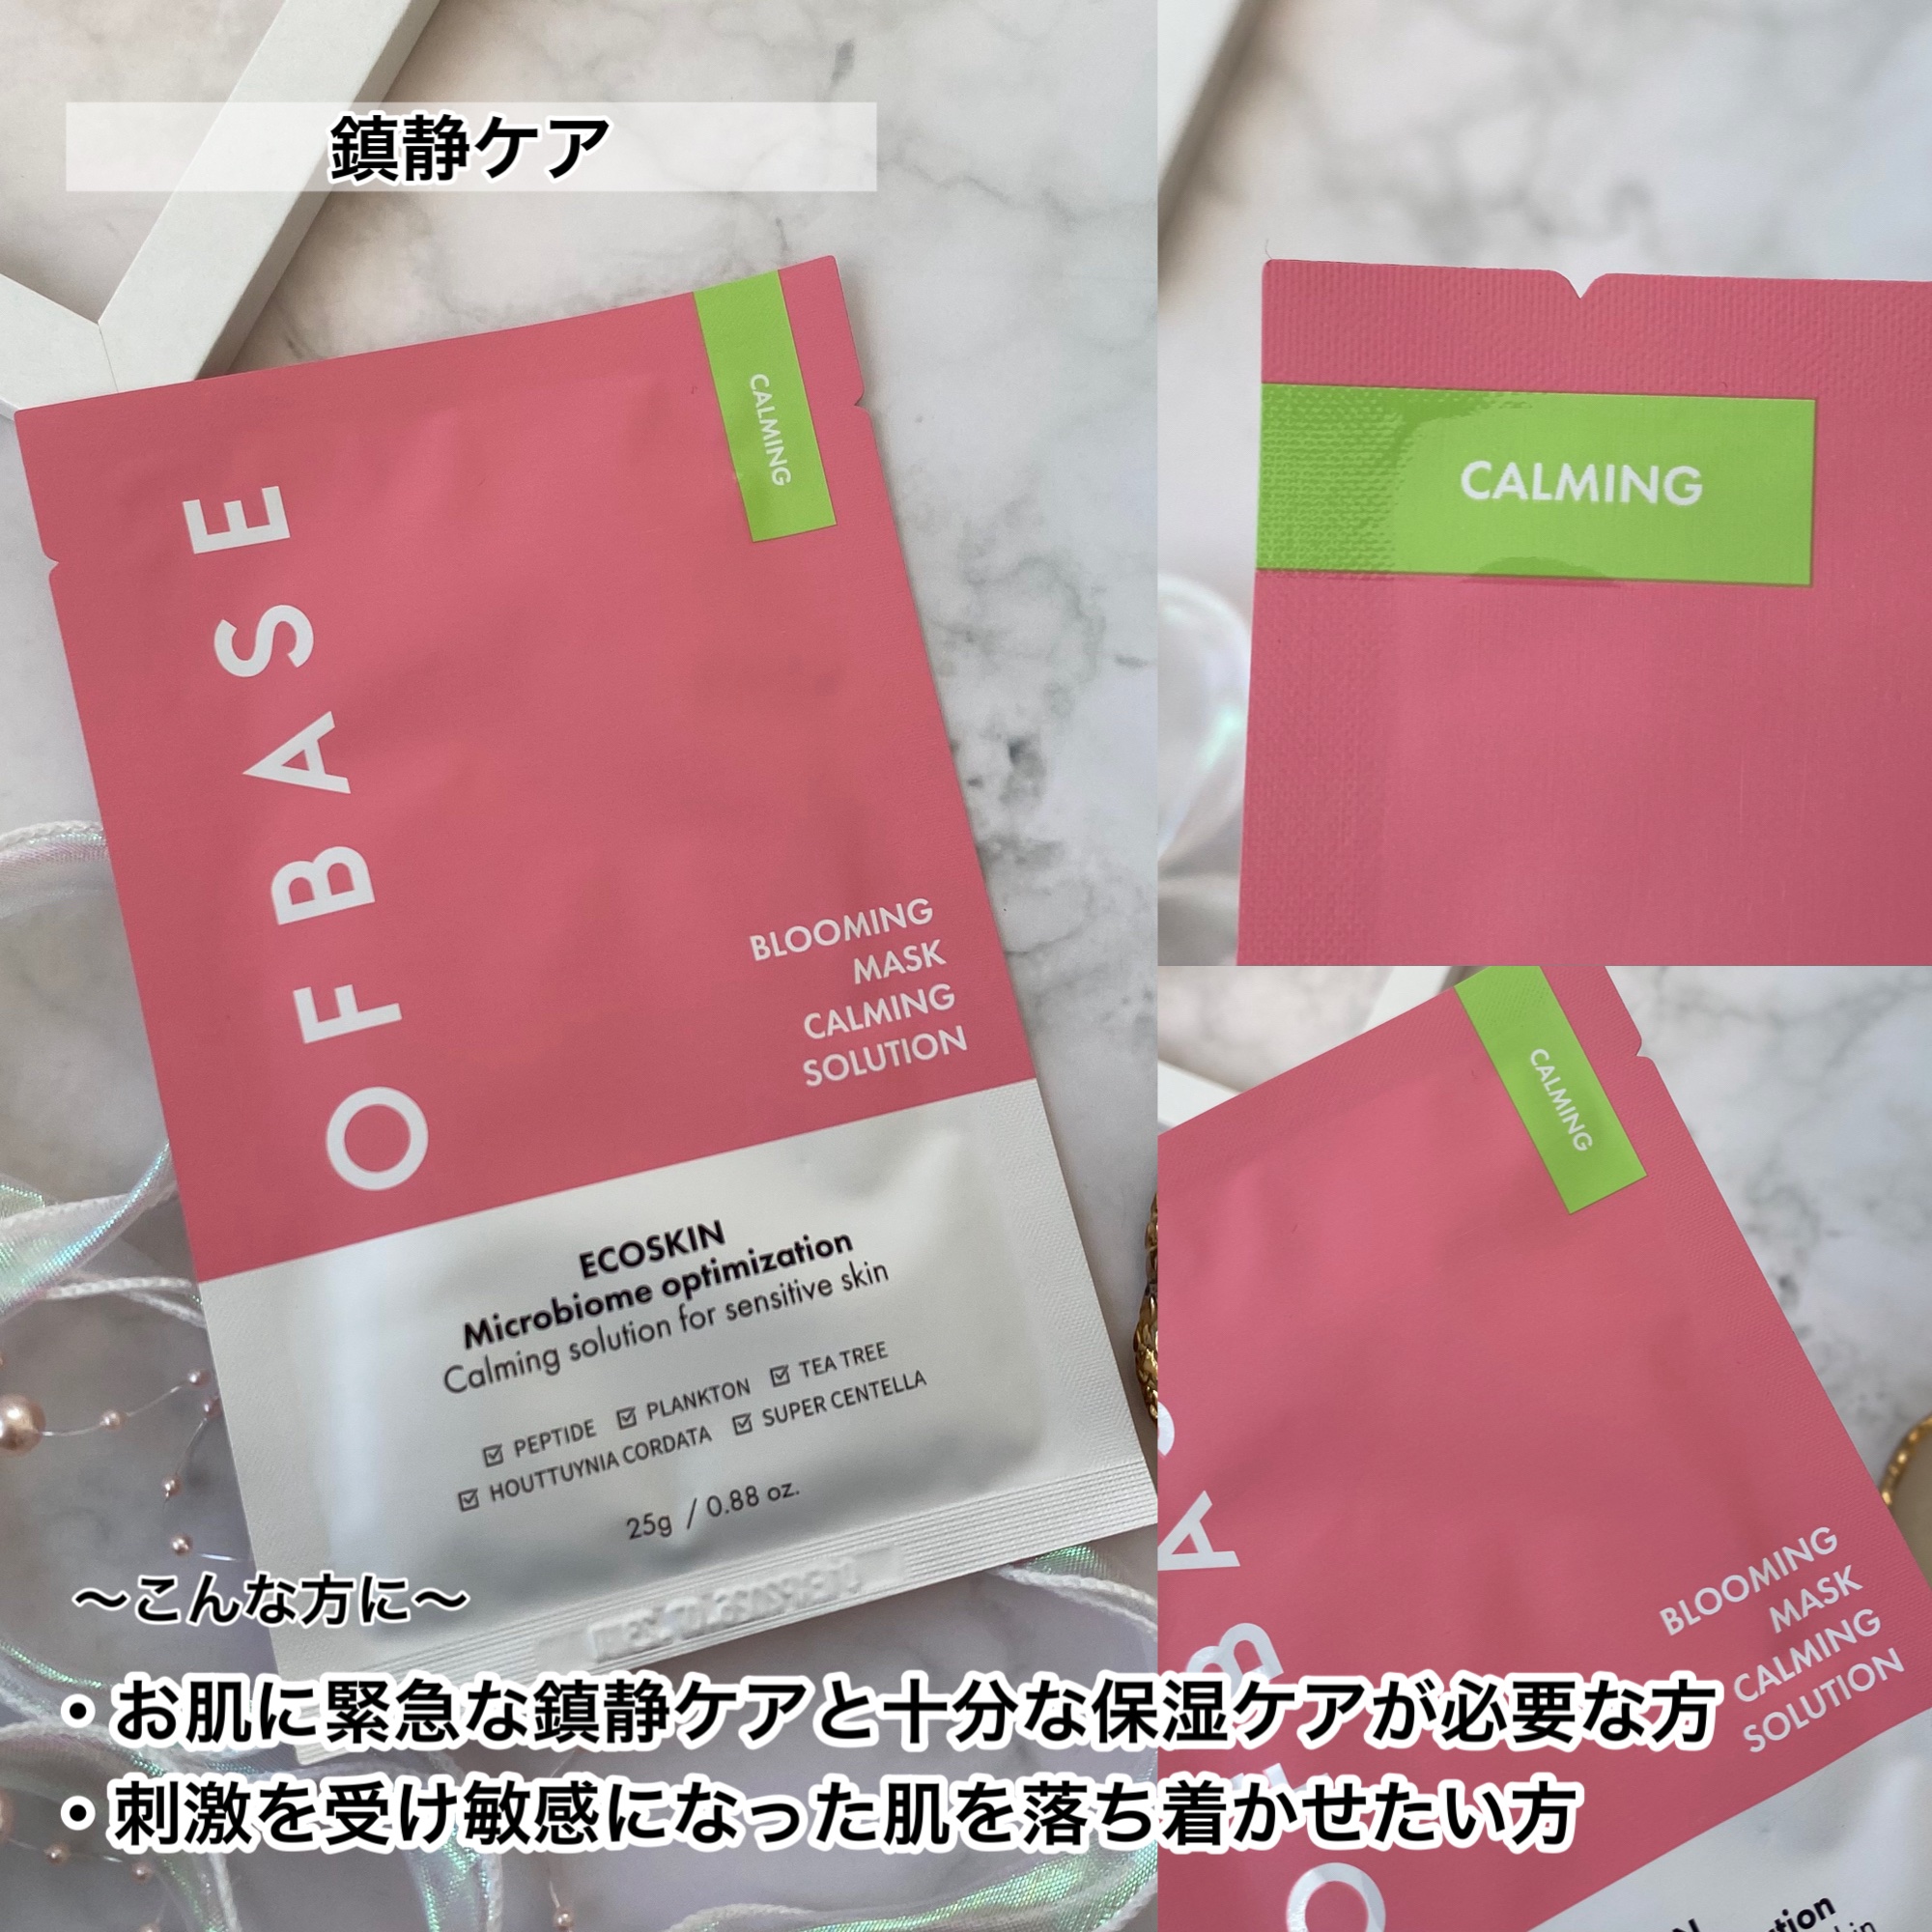 鎮静ケア
CALMING
OFBASE
BLOOMING
MASK
CALMING
SOLUTION
ECOSKIN
Microbiome optimization
Calming solution for sensitive skin
PEPTIDE PLANKTON TEA TREE
HOUTTUYNIA CORDATA SUPER CENTELLA
25g / 0.88 oz.
CALMING
CALMING
BLOOMING
MASK
CALMING
SOLUTION
〜こんな方に〜
・お肌に緊急な鎮静ケアと十分な保湿ケアが必要な方
・刺激を受け敏感になった肌を落ち着かせたい方